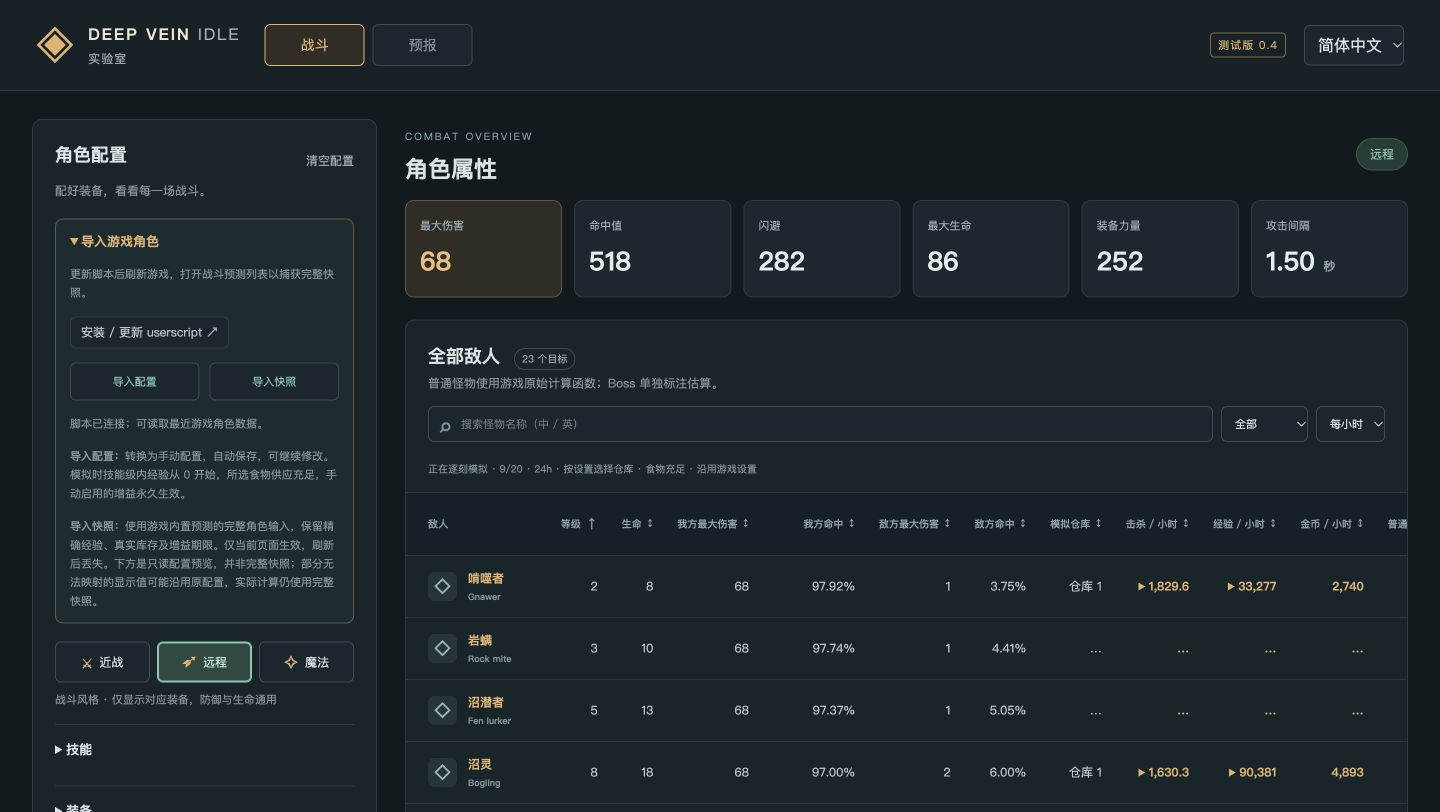 DEEP VEIN IDLE
实验室
战斗
预报
测试版 0.4
简体中文
角色配置
清空配置
配好装备，看看每一场战斗。
▼导入游戏角色
更新脚本后刷新游戏，打开战斗预测列表以捕获完整快
照。
安装 / 更新 userscript ↗
导入配置
导入快照
脚本已连接；可读取最近游戏角色数据。
导入配置：转换为手动配置，自动保存，可继续修改。
模拟时技能级内经验从 0 开始，所选食物供应充足，手
动启用的增益永久生效。
导入快照：使用游戏内置预测的完整角色输入，保留精
确经验、真实库存及增益期限。仅当前页面生效，刷新
后丢失。下方是只读配置预览，并非完整快照；部分无
法映射的显示值可能沿用原配置，实际计算仍使用完整
快照。
近战
远程
魔法
战斗风格 · 仅显示对应装备，防御与生命通用
▶技能
▶装备
COMBAT OVERVIEW
角色属性
远程
最大伤害
68
命中值
518
闪避
282
最大生命
86
装备力量
252
攻击间隔
1.50 秒
全部敌人
23 个目标
普通怪物使用游戏原始计算函数；Boss 单独标注估算。
搜索怪物名称（中 / 英）
全部
每小时
正在逐刻模拟 · 9/20 · 24h · 按设置选择仓库 · 食物充足 · 沿用游戏设置
敌人 等级 ↑ 生命 ↕ 我方最大伤害 ↕ 我方命中 ↕ 敌方最大伤害 ↕ 敌方命中 ↕ 模拟仓库 ↕ 击杀 / 小时 ↕ 经验 / 小时 ↕ 金币 / 小时 ↕ 普通
啃噬者 2 8 68 97.92% 1 3.75% 仓库 1 ▶1,829.6 ▶33,277 2,740
Gnawer
岩螨 3 10 68 97.74% 1 4.41% … … … …
Rock mite
沼潜者 5 13 68 97.37% 1 5.05% … … … …
Fen lurker
沼灵 8 18 68 97.00% 2 6.00% 仓库 1 ▶1,630.3 ▶90,381 4,893
Bogling